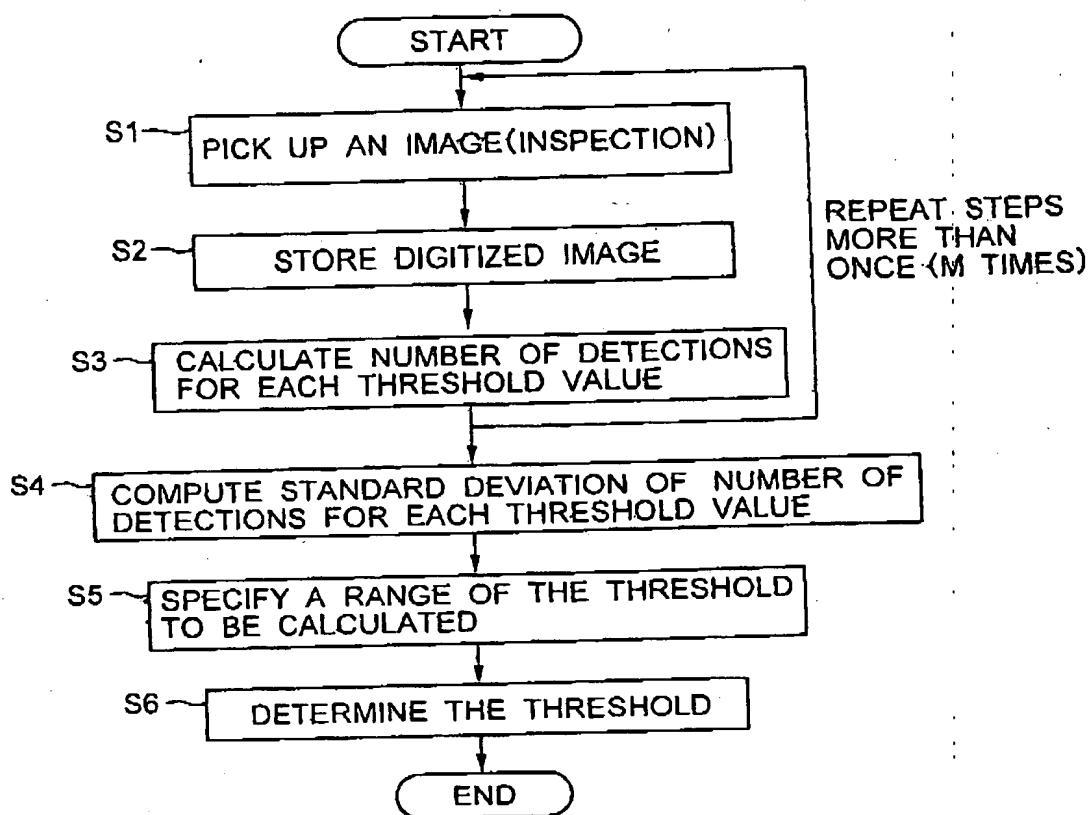 START
S1
PICK UP AN IMAGE(INSPECTION)
S2
STORE DIGITIZED IMAGE
S3
CALCULATE NUMBER OF DETECTIONS
FOR EACH THRESHOLD VALUE
REPEAT STEPS
MORE THAN
ONCE (M TIMES)
S4
COMPUTE STANDARD DEVIATION OF NUMBER OF
DETECTIONS FOR EACH THRESHOLD VALUE
S5
SPECIFY A RANGE OF THE THRESHOLD
TO BE CALCULATED
S6
DETERMINE THE THRESHOLD
END